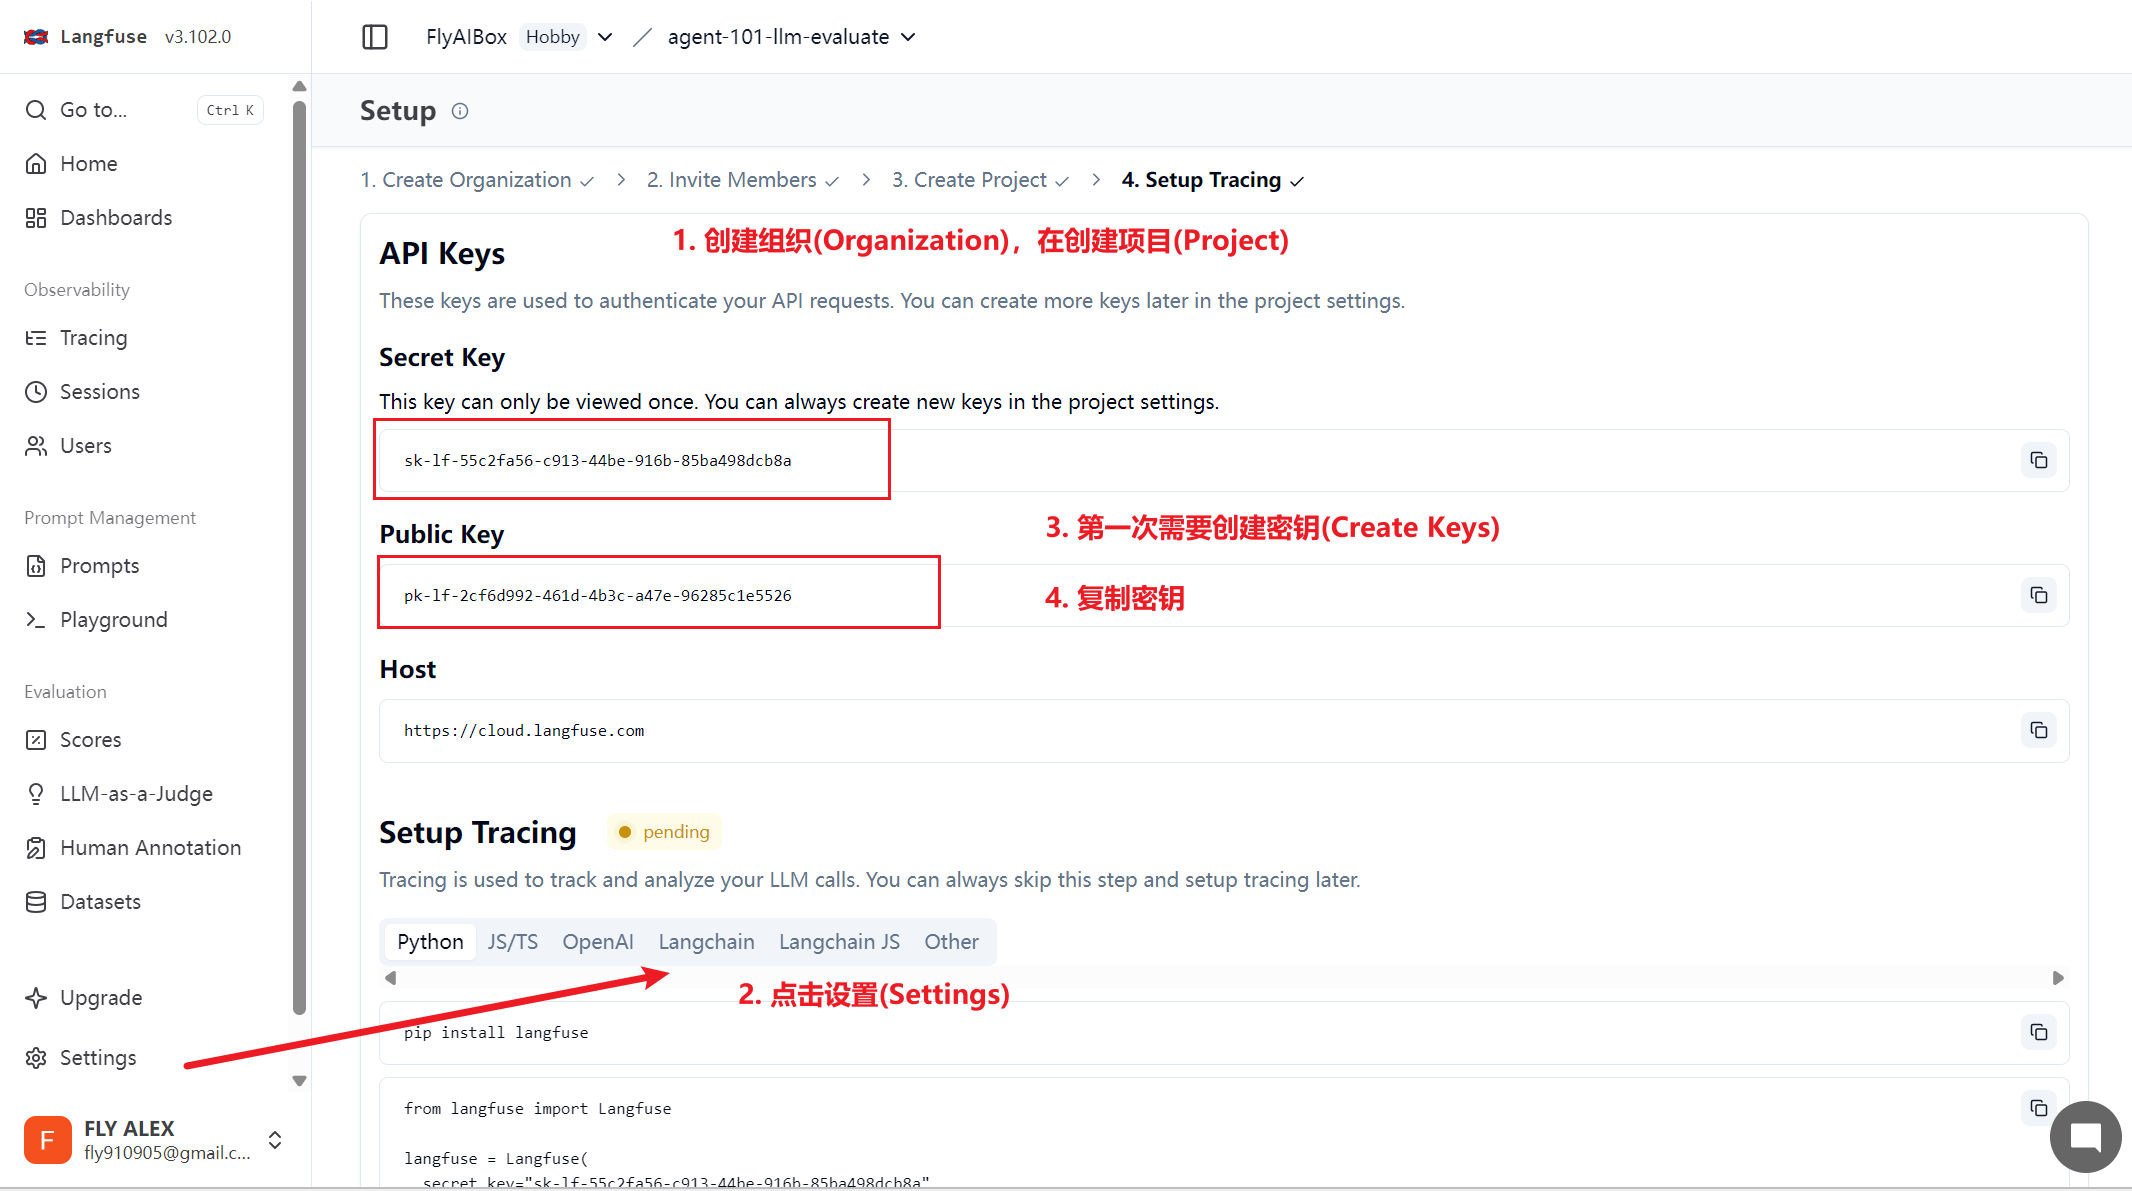 Langfuse v3.102.0
FlyAIBox Hobby / agent-101-llm-evaluate
Go to... Ctrl K
Home
Dashboards
Observability
Tracing
Sessions
Users
Prompt Management
Prompts
Playground
Evaluation
Scores
LLM-as-a-Judge
Human Annotation
Datasets
Upgrade
Settings
F
FLY ALEX
fly910905@gmail.c...
Setup
1. Create Organization > 2. Invite Members > 3. Create Project > 4. Setup Tracing
1. 创建组织(Organization)，在创建项目(Project)
API Keys
These keys are used to authenticate your API requests. You can create more keys later in the project settings.
Secret Key
This key can only be viewed once. You can always create new keys in the project settings.
sk-lf-55c2fa56-c913-44be-916b-85ba498dcb8a
3. 第一次需要创建密钥(Create Keys)
Public Key
pk-lf-2cf6d992-461d-4b3c-a47e-96285c1e5526
4. 复制密钥
Host
https://cloud.langfuse.com
Setup Tracing pending
Tracing is used to track and analyze your LLM calls. You can always skip this step and setup tracing later.
Python JS/TS OpenAI Langchain Langchain JS Other
2. 点击设置(Settings)
pip install langfuse
from langfuse import Langfuse
langfuse = Langfuse(
secret_key="sk-lf-55c2fa56-c913-44be-916b-85ba498dcb8a"